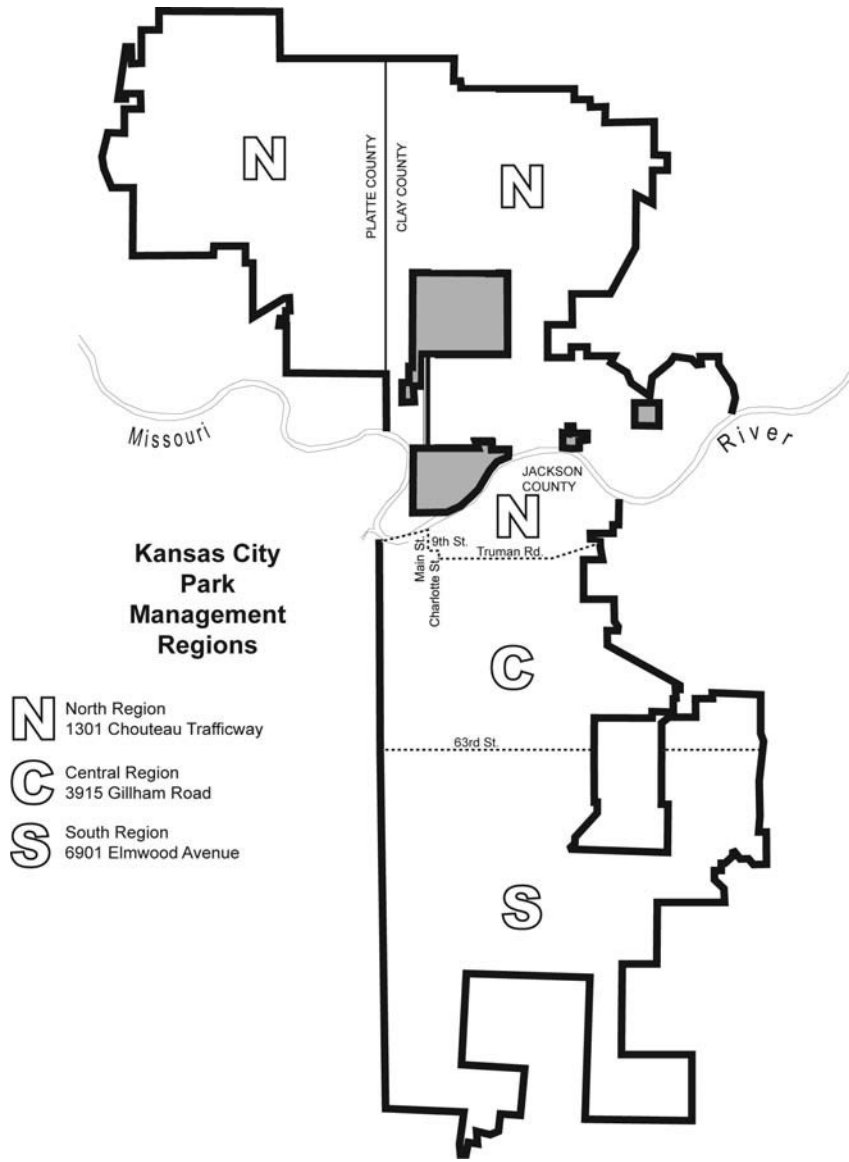 N
N
PLATTE COUNTY
CLAY COUNTY
Missouri
River
JACKSON
COUNTY
N
Main St.
9th St.
Charlotte St.
Truman Rd.
Kansas City
Park
Management
Regions
C
N North Region
1301 Chouteau Trafficway
63rd St.
C Central Region
3915 Gillham Road
S South Region
6901 Elmwood Avenue
S